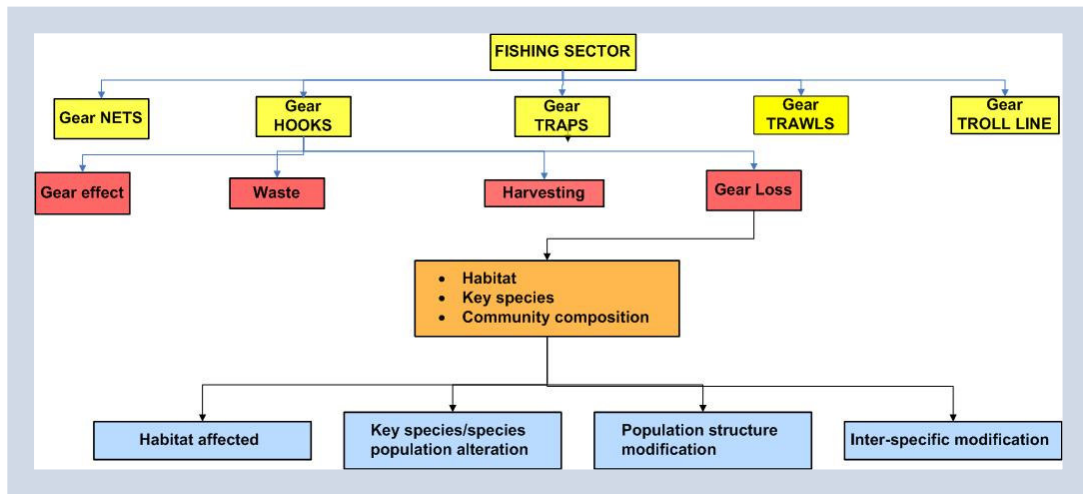 FISHING SECTOR
Gear NETS
Gear
HOOKS
Gear
TRAPS
Gear
TRAWLS
Gear
TROLL LINE
Gear effect
Waste
Harvesting
Gear Loss
• Habitat
• Key species
• Community composition
Habitat affected
Key species/species
population alteration
Population structure
modification
Inter-specific modification